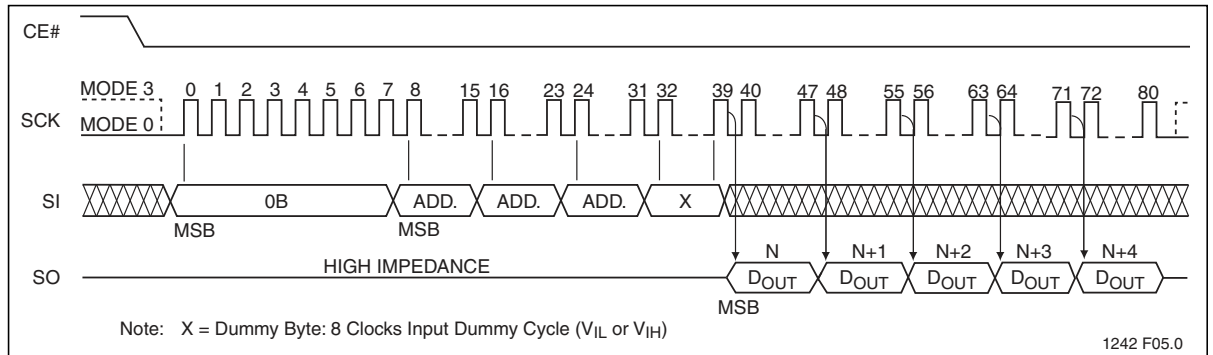 CE#
MODE 3 0 1 2 3 4 5 6 7 8 15 16 23 24 31 32 39 40 47 48 55 56 63 64 71 72 80
SCK
MODE 0
SI 0B ADD. ADD. ADD. X
MSB MSB
N N+1 N+2 N+3 N+4
SO HIGH IMPEDANCE DOUT DOUT DOUT DOUT DOUT
MSB
Note: X = Dummy Byte: 8 Clocks Input Dummy Cycle (VIL or VIH)
1242 F05.0